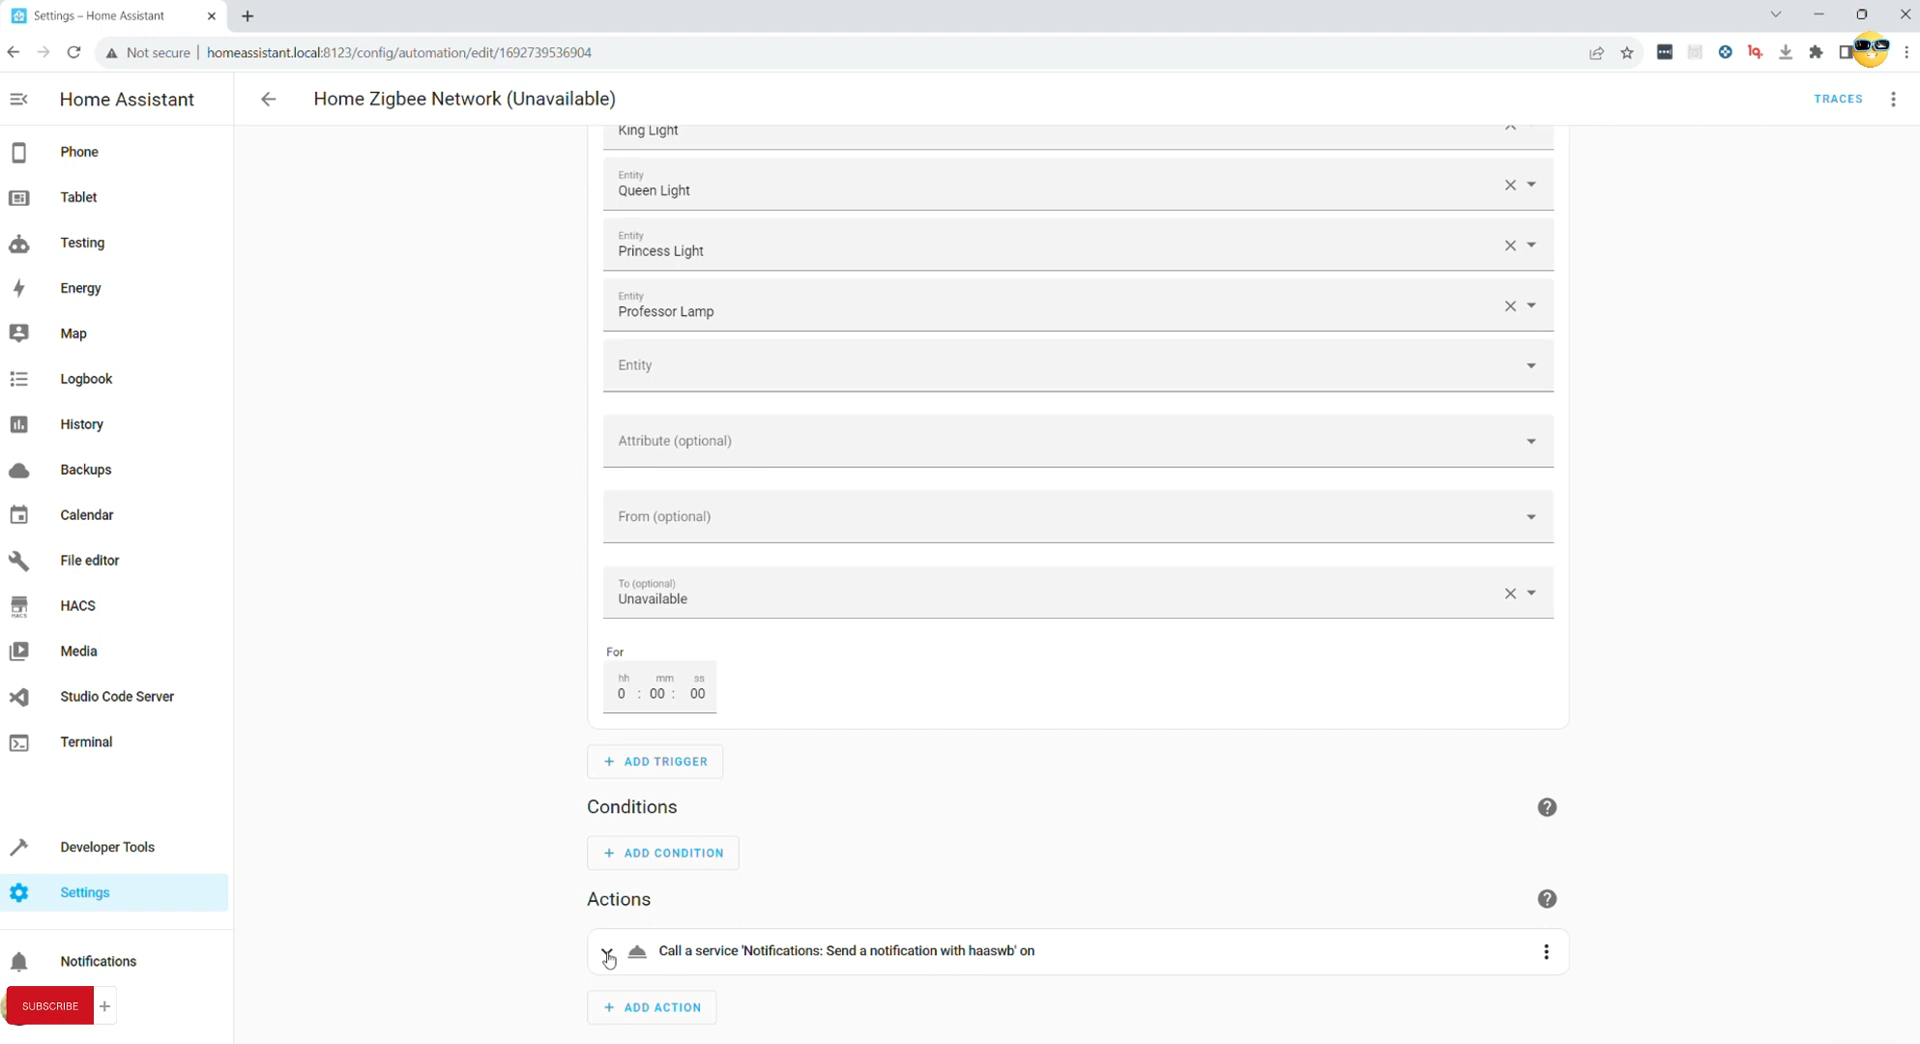 Settings – Home Assistant
Not secure
homeassistant.local:8123/config/automation/edit/1692739536904
1q.
Home Assistant
Home Zigbee Network (Unavailable)
TRACES
Phone
Tablet
Testing
Energy
Map
Logbook
History
Backups
Calendar
File editor
HACS
HACS
Media
Studio Code Server
Terminal
Developer Tools
Settings
Notifications
SUBSCRIBE
+
King Light
Entity
Queen Light
Entity
Princess Light
Entity
Professor Lamp
Entity
Attribute (optional)
From (optional)
To (optional)
Unavailable
For
hh mm ss
0 : 00 : 00
+ ADD TRIGGER
Conditions
+ ADD CONDITION
Actions
Call a service 'Notifications: Send a notification with haaswb' on
+ ADD ACTION